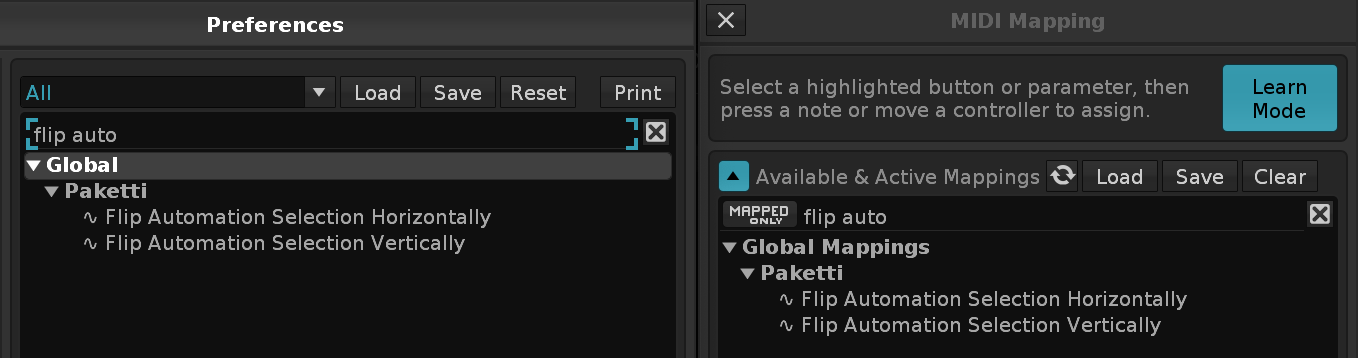 Preferences
All
Load
Save
Reset
Print
flip auto
Global
Paketti
Flip Automation Selection Horizontally
Flip Automation Selection Vertically
MIDI Mapping
Select a highlighted button or parameter, then
press a note or move a controller to assign.
Learn
Mode
Available & Active Mappings
Load
Save
Clear
MAPPED
ONLY
flip auto
Global Mappings
Paketti
Flip Automation Selection Horizontally
Flip Automation Selection Vertically